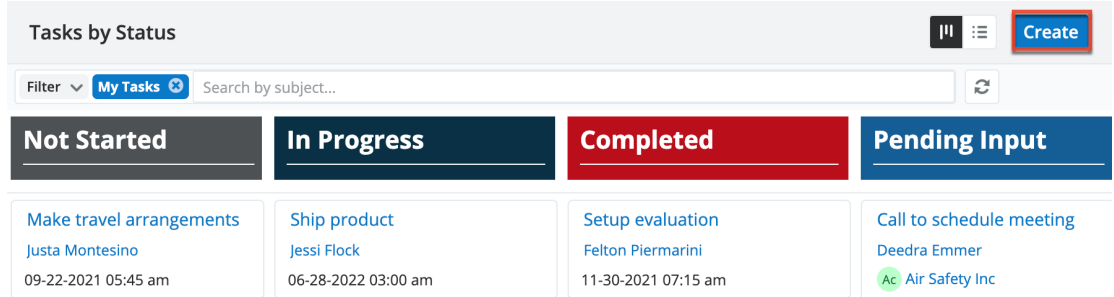 Tasks by Status
Create
Filter My Tasks Search by subject...
Not Started In Progress Completed Pending Input
Make travel arrangements Ship product Setup evaluation Call to schedule meeting
Justa Montesino Jessi Flock Felton Piermarini Deedra Emmer
09-22-2021 05:45 am 06-28-2022 03:00 am 11-30-2021 07:15 am Ac Air Safety Inc